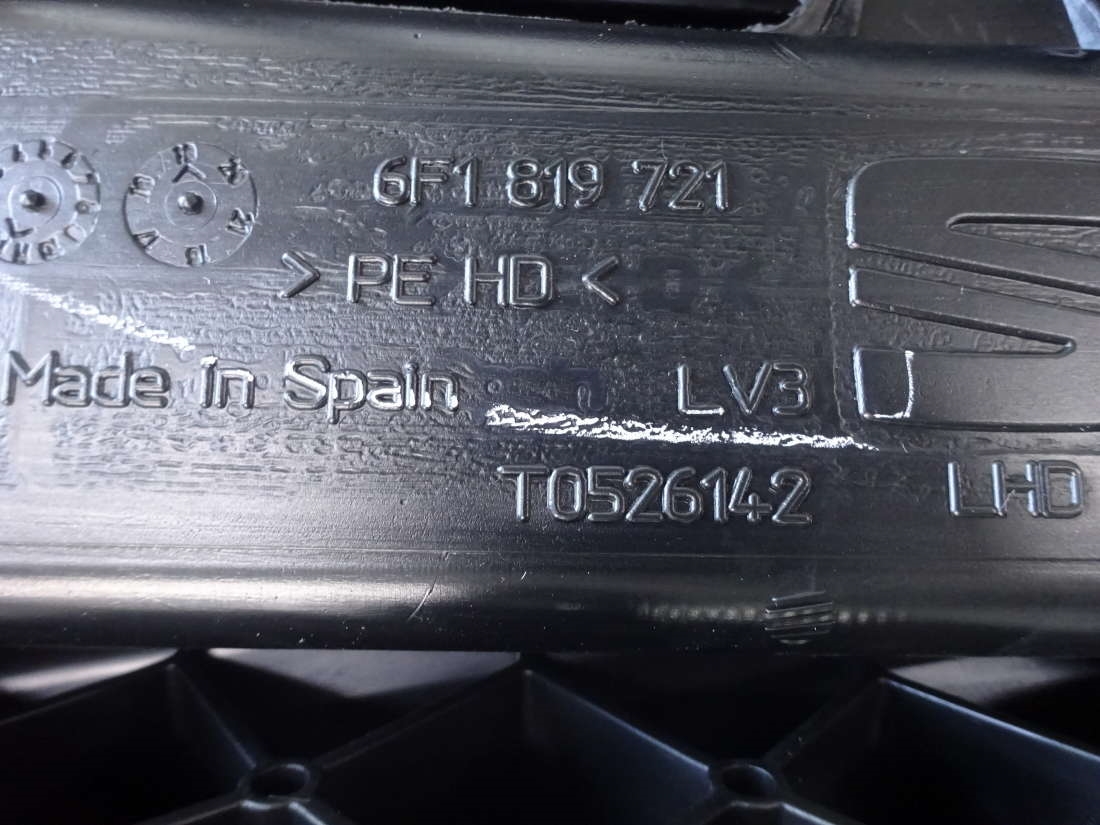 6F1 819 721
> PE HD <
Made in Spain LV3
T0526142 LHD